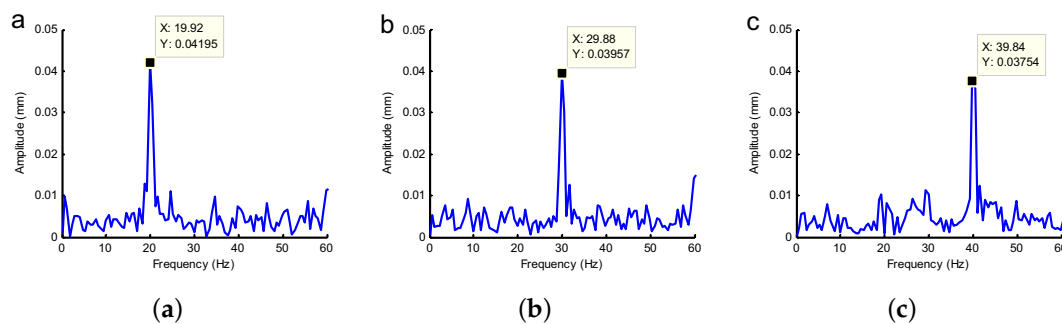 a
X: 19.92
Y: 0.04195
0.05
0.04
0.03
0.02
0.01
0
Amplitude (mm)
0 10 20 30 40 50 60
Frequency (Hz)
(a)
b
X: 29.88
Y: 0.03957
0.05
0.04
0.03
0.02
0.01
0
Amplitude (mm)
0 10 20 30 40 50 60
Frequency (Hz)
(b)
c
X: 39.84
Y: 0.03754
0.05
0.04
0.03
0.02
0.01
0
Amplitude (mm)
0 10 20 30 40 50 60
Frequency (Hz)
(c)